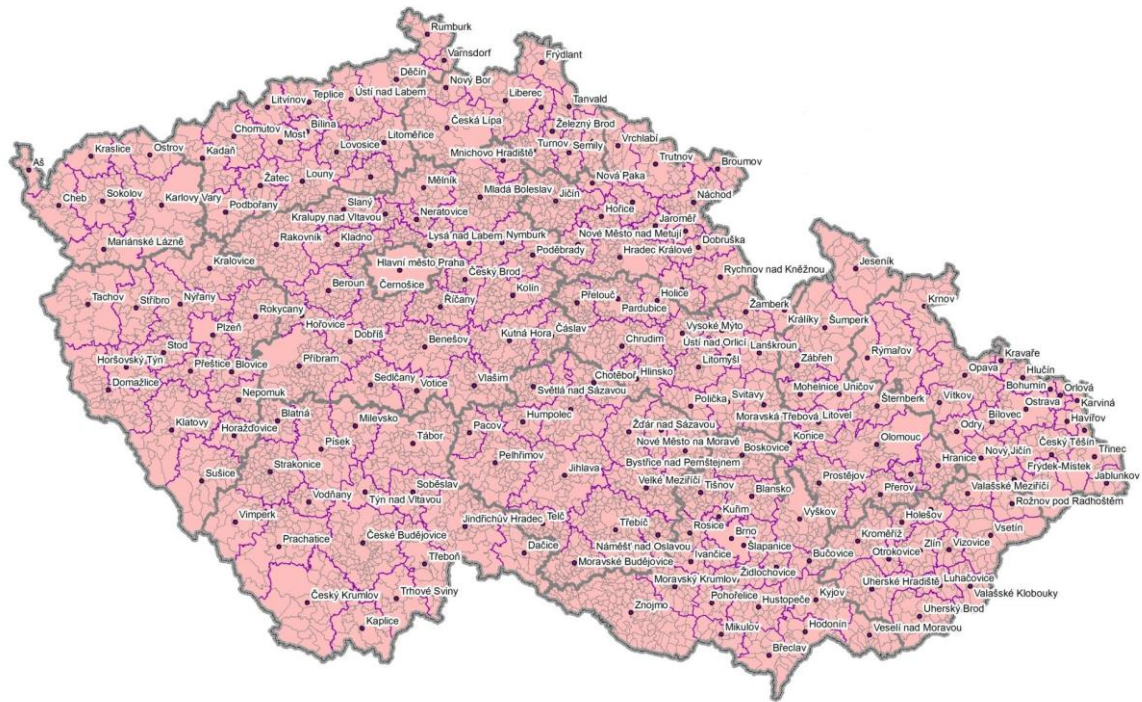 Rumburk
Varnsdorf
Frýdlant
Děčín
Nový Bor
Teplice
Ústí nad Labem
Liberec
Litvínov
Tanvald
Chomutov
Bílina
Česká Lípa
Železný Brod
Most
Litoměřice
Vrchlabí
Kraslice
Ostrov
Kadaň
Lovosice
Mnichovo Hradiště
Turnov
Semily
Trutnov
Broumov
Aš
Žatec
Louny
Mělník
Mladá Boleslav
Jičín
Nová Paka
Cheb
Sokolov
Karlovy Vary
Podbořany
Slaný
Kralupy nad Vltavou
Neratovice
Hořice
Náchod
Jaroměř
Mariánské Lázně
Rakovník
Kladno
Lysá nad Labem
Nymburk
Nové Město nad Metují
Poděbrady
Hradec Králové
Dobruška
Kralovice
Hlavní město Praha
Jeseník
Beroun
Černošice
Český Brod
Rychnov nad Kněžnou
Tachov
Stříbro
Nýřany
Kolín
Přelouč
Holice
Krnov
Rokycany
Říčany
Pardubice
Žamberk
Hořovice
Králíky
Šumperk
Plzeň
Dobříš
Kutná Hora
Čáslav
Vysoké Mýto
Stod
Benešov
Chrudim
Ústí nad Orlicí
Lanškroun
Horšovský Týn
Přeštice
Blovice
Příbram
Litomyšl
Zábřeh
Rýmařov
Kravaře
Domažlice
Sedlčany
Votice
Vlašim
Chotěboř
Hlinsko
Opava
Hlučín
Nepomuk
Světlá nad Sázavou
Mohelnice
Uničov
Bohumín
Orlová
Blatná
Milevsko
Polička
Svitavy
Šternberk
Vítkov
Ostrava
Karviná
Klatovy
Horažďovice
Humpolec
Moravská Třebová
Litovel
Bílovec
Havířov
Písek
Tábor
Pacov
Žďár nad Sázavou
Odry
Nové Město na Moravě
Konice
Olomouc
Český Těšín
Třinec
Strakonice
Pelhřimov
Boskovice
Bystřice nad Pernštejnem
Hranice
Nový Jičín
Frýdek-Místek
Sušice
Jihlava
Prostějov
Jablunkov
Soběslav
Velké Meziříčí
Tišnov
Blansko
Přerov
Valašské Meziříčí
Vodňany
Týn nad Vltavou
Rožnov pod Radhoštěm
Vimperk
Telč
Kuřim
Vyškov
Holešov
Jindřichův Hradec
Třebíč
Rosice
Brno
Kroměříž
Vsetín
Prachatice
České Budějovice
Náměšť nad Oslavou
Šlapanice
Zlín
Vizovice
Dačice
Ivančice
Bučovice
Otrokovice
Třeboň
Moravské Budějovice
Židlochovice
Moravský Krumlov
Uherské Hradiště
Luhačovice
Český Krumlov
Trhové Sviny
Pohořelice
Hustopeče
Kyjov
Valašské Klobouky
Znojmo
Uherský Brod
Kaplice
Mikulov
Hodonín
Veselí nad Moravou
Břeclav